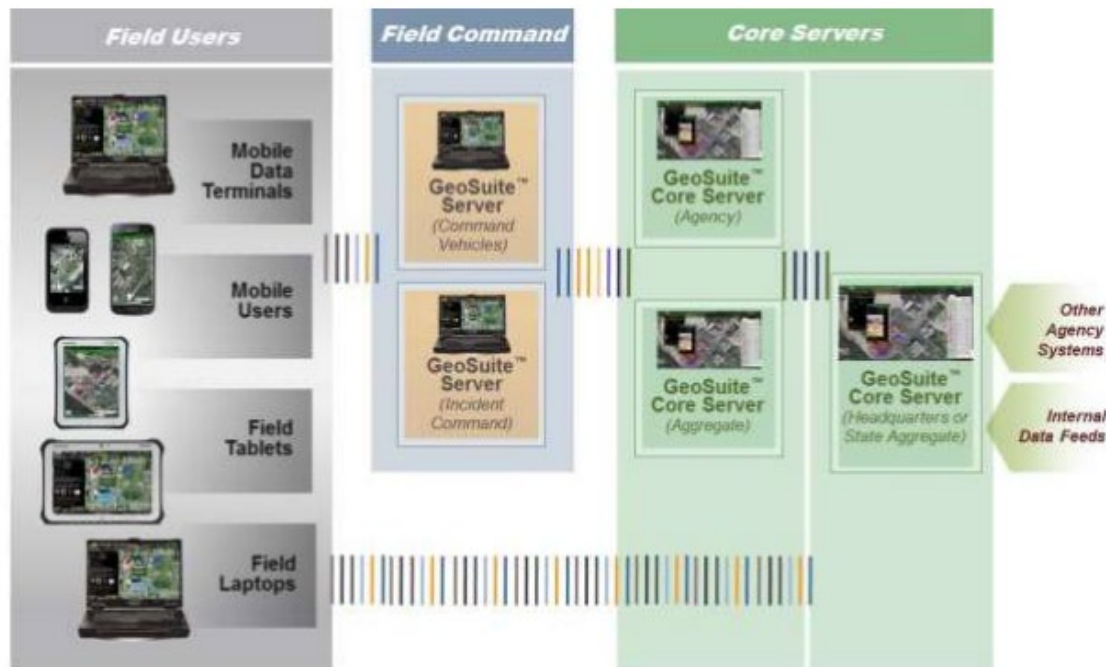 Field Users
Field Command
Core Servers
Mobile
Data
Terminals
Mobile
Users
Field
Tablets
Field
Laptops
GeoSuite™
Server
(Command
Vehicles)
GeoSuite™
Server
(Incident
Command)
GeoSuite™
Core Server
(Agency)
GeoSuite™
Core Server
(Aggregate)
GeoSuite™
Core Server
(Headquarters or
State Aggregate)
Other
Agency
Systems
Internal
Data Feeds